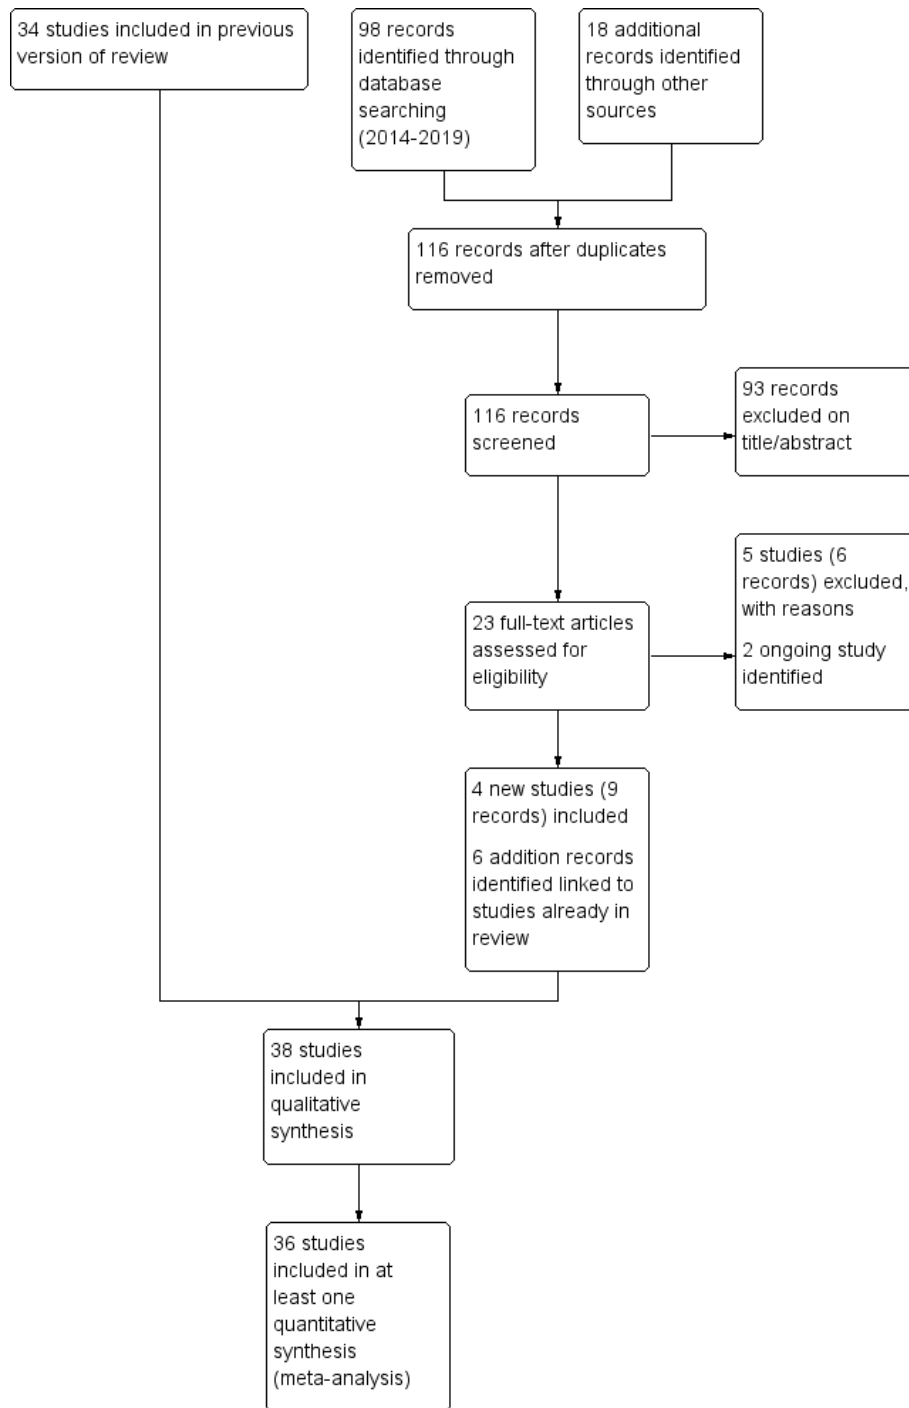 34 studies included in previous
version of review
98 records
identified through
database
searching
(2014-2019)
18 additional
records identified
through other
sources
116 records after duplicates
removed
116 records
screened
93 records
excluded on
title/abstract
23 full-text articles
assessed for
eligibility
5 studies (6
records) excluded,
with reasons
2 ongoing study
identified
4 new studies (9
records) included
6 addition records
identified linked to
studies already in
review
38 studies
included in
qualitative
synthesis
36 studies
included in at
least one
quantitative
synthesis
(meta-analysis)